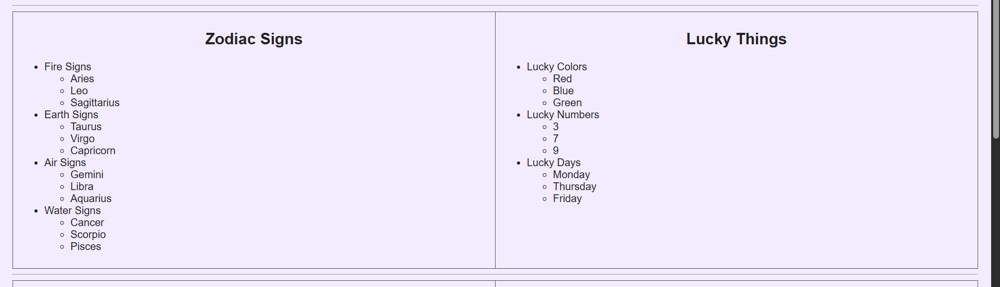 Zodiac Signs
Fire Signs
Aries
Leo
Sagittarius
Earth Signs
Taurus
Virgo
Capricorn
Air Signs
Gemini
Libra
Aquarius
Water Signs
Cancer
Scorpio
Pisces
Lucky Things
Lucky Colors
Red
Blue
Green
Lucky Numbers
3
7
9
Lucky Days
Monday
Thursday
Friday